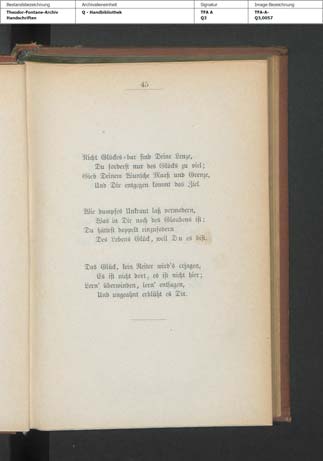 Bestandsbezeichnung Archivalieneinheit Signatur Image Bezeichnung
Theodor-Fontane-Archiv Q - Handbibliothek TFA A TFA-A-
Handschriften Q3 Q3,0057
45
Nicht Glückes-bar sind Deine Lenze,
Du forderst nur des Glücks zu viel;
Gieb Deinem Wunsche Maaß und Grenze,
Und Dir entgegen kommt das Ziel.
Wie dumpfes Unkraut laß vermodern,
Was in Dir noch des Glaubens ist:
Du hättest doppelt einzufodern
Des Lebens Glück, weil Du es bist.
Das Glück, kein Reiter wird's erjagen,
Es ist nicht dort, es ist nicht hier;
Lern' überwinden, lern' entsagen,
Und ungeahnt erblüht es Dir.